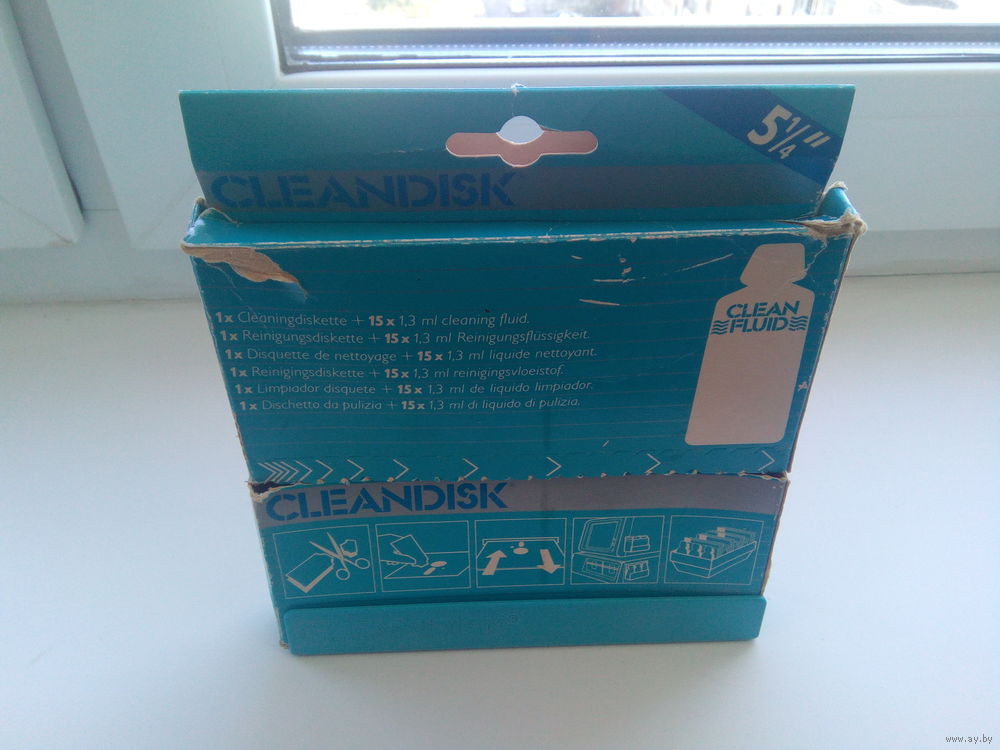 5 1/4"
CLEANDISK
CLEAN
FLUID
1x Cleaningdiskette + 15 x 1,3 ml cleaning fluid.
1x Reinigungsdiskette + 15 x 1,3 ml Reinigungsflüssigkeit.
1x Disquette de nettoyage + 15 x 1,3 ml liquide nettoyant.
1x Reinigingsdiskette + 15 x 1,3 ml reinigingsvloeistof.
1x Limpiador disquete + 15 x 1,3 ml de liquido limpiador.
1x Dischetto da pulizia + 15 x 1,3 ml di liquido di pulizia.
CLEANDISK
www.ay.by